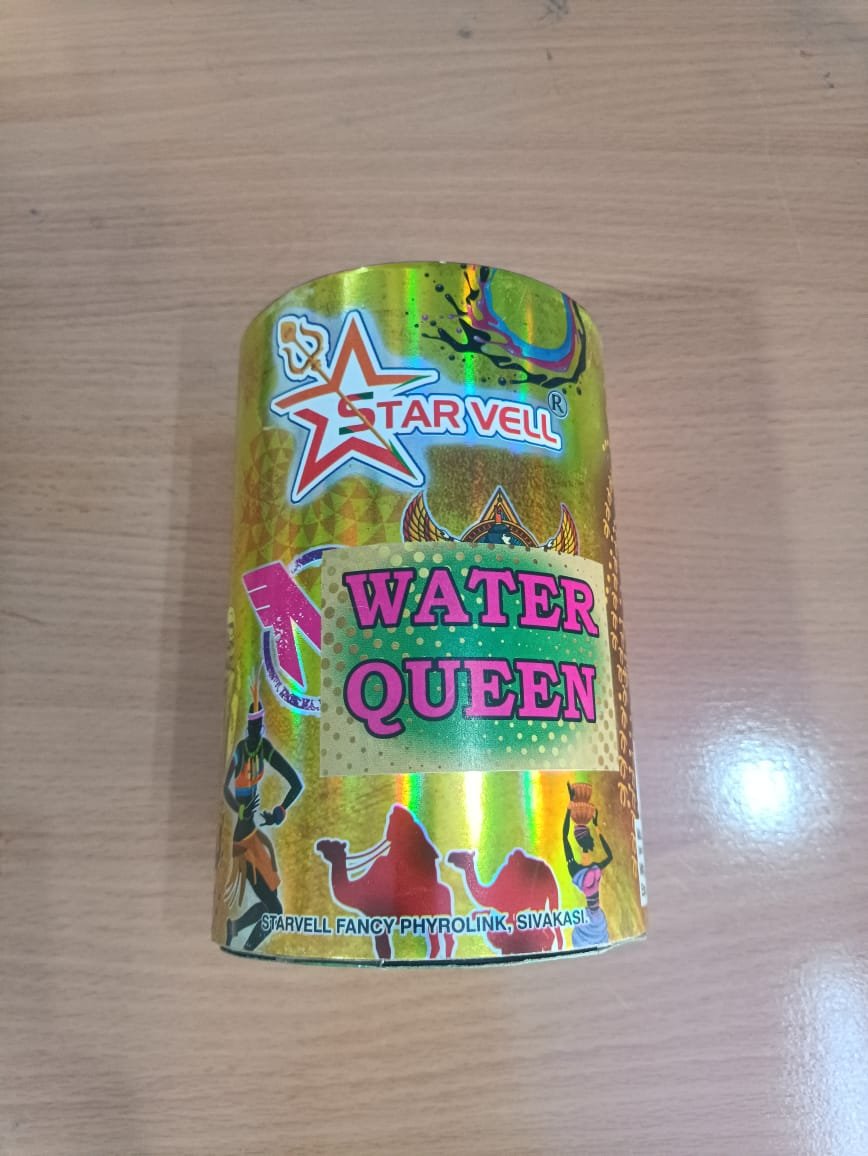 STAR VELL ®
WATER
QUEEN
STARVELL FANCY PHYROLINK, SIVAKASI.